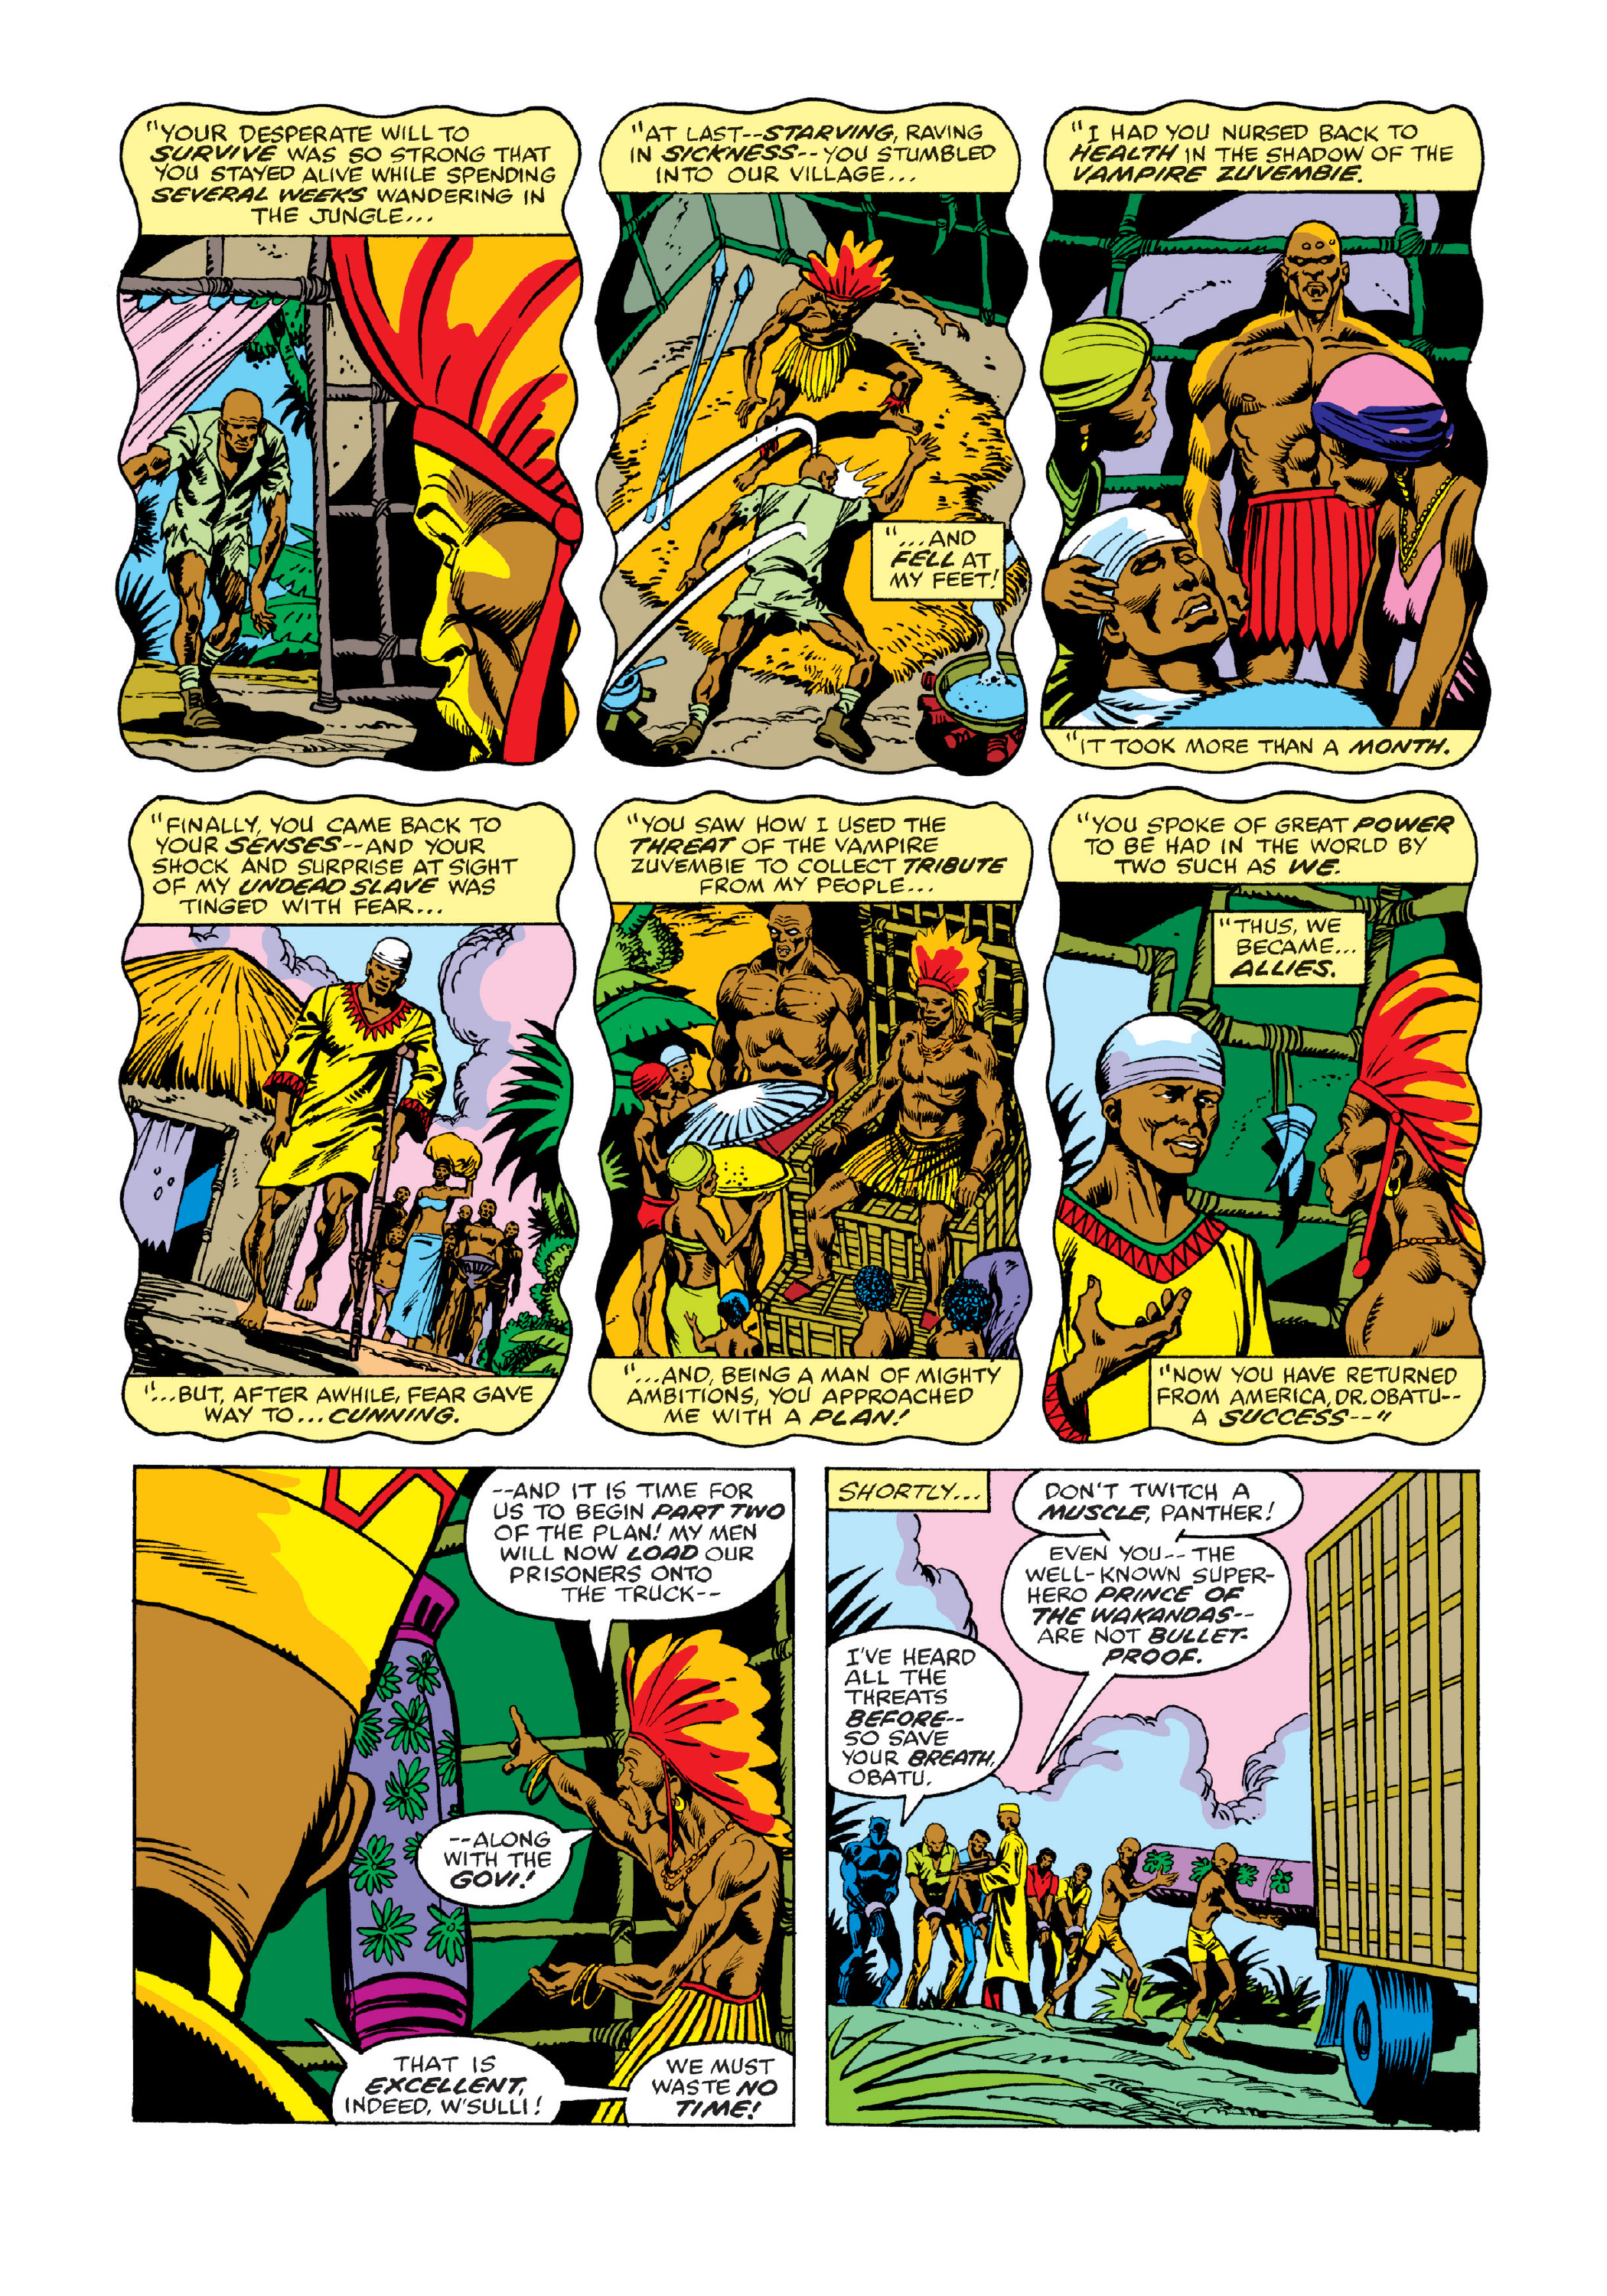 "YOUR DESPERATE WILL TO
SURVIVE WAS SO STRONG THAT
YOU STAYED ALIVE WHILE SPENDING
SEVERAL WEEKS WANDERING IN
THE JUNGLE...
"AT LAST--STARVING, RAVING
IN SICKNESS--YOU STUMBLED
INTO OUR VILLAGE...
"...AND
FELL AT
MY FEET!
"I HAD YOU NURSED BACK TO
HEALTH IN THE SHADOW OF THE
VAMPIRE ZUVEMBIE.
"IT TOOK MORE THAN A MONTH.
"FINALLY, YOU CAME BACK TO
YOUR SENSES--AND YOUR
SHOCK AND SURPRISE AT SIGHT
OF MY UNDEAD SLAVE WAS
TINGED WITH FEAR...
"...BUT, AFTER AWHILE, FEAR GAVE
WAY TO... CUNNING.
"YOU SAW HOW I USED THE
THREAT OF THE VAMPIRE
ZUVEMBIE TO COLLECT TRIBUTE
FROM MY PEOPLE...
"...AND, BEING A MAN OF MIGHTY
AMBITIONS, YOU APPROACHED
ME WITH A PLAN!
"YOU SPOKE OF GREAT POWER
TO BE HAD IN THE WORLD BY
TWO SUCH AS WE.
"THUS, WE
BECAME...
ALLIES.
"NOW YOU HAVE RETURNED
FROM AMERICA, DR. OBATU--
A SUCCESS--"
--AND IT IS TIME FOR
US TO BEGIN PART TWO
OF THE PLAN! MY MEN
WILL NOW LOAD OUR
PRISONERS ONTO
THE TRUCK--
--ALONG
WITH THE
GOVI!
THAT IS
EXCELLENT,
INDEED, W'SULLI!
WE MUST
WASTE NO
TIME!
SHORTLY...
DON'T TWITCH A
MUSCLE, PANTHER!
EVEN YOU-- THE
WELL-KNOWN SUPER-
HERO PRINCE OF
THE WAKANDAS--
ARE NOT BULLET-
PROOF.
I'VE HEARD
ALL THE
THREATS
BEFORE--
SO SAVE
YOUR BREATH,
OBATU.